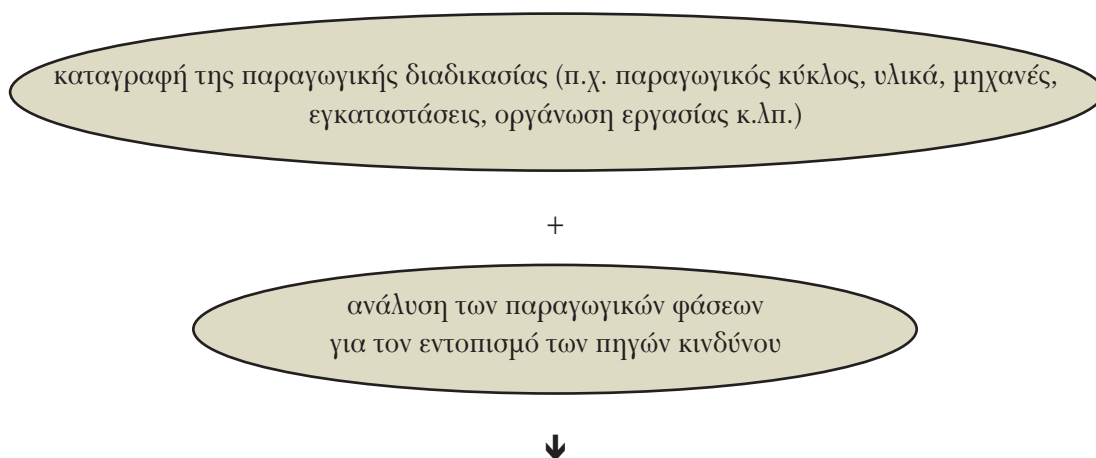 καταγραφή της παραγωγικής διαδικασίας (π.χ. παραγωγικός κύκλος, υλικά, μηχανές,
εγκαταστάσεις, οργάνωση εργασίας κ.λπ.)
+
ανάλυση των παραγωγικών φάσεων
για τον εντοπισμό των πηγών κινδύνου